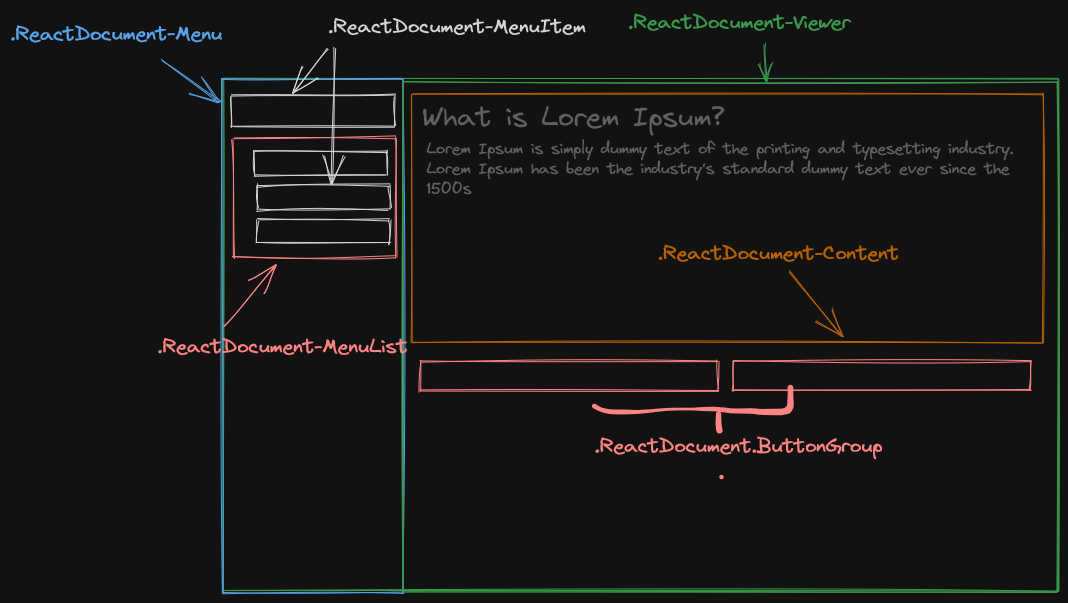 .ReactDocument-Menu
.ReactDocument-MenuItem
.ReactDocument-Viewer
What is Lorem Ipsum?
Lorem Ipsum is simply dummy text of the printing and typesetting industry.
Lorem Ipsum has been the industry's standard dummy text ever since the
1500s
.ReactDocument-Content
.ReactDocument-MenuList
.ReactDocument.ButtonGroup
.